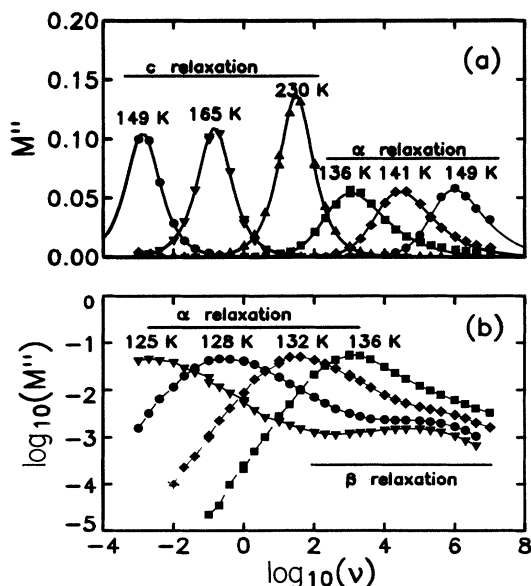 (a)
c relaxation
149 K 165 K 230 K
α relaxation
136 K 141 K 149 K
M''
0.20
0.15
0.10
0.05
0.00
(b)
α relaxation
125 K 128 K 132 K 136 K
β relaxation
log10(M'')
0
-1
-2
-3
-4
-5
-4 -2 0 2 4 6 8
log10(ν)